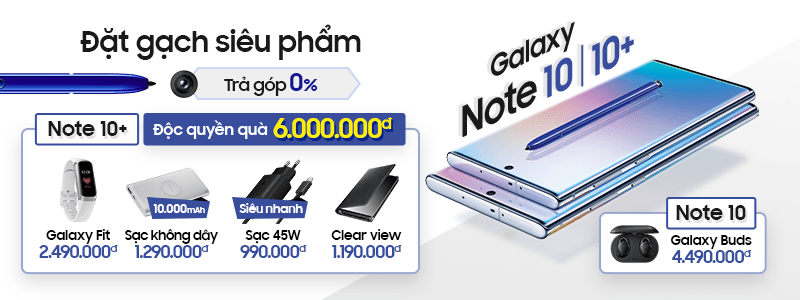 Đặt gạch siêu phẩm
Trả góp 0%
Galaxy
Note 10 | 10+
Note 10+
Độc quyền quà 6.000.000đ
10.000mAh
Siêu nhanh
Galaxy Fit
2.490.000đ
Sạc không dây
1.290.000đ
Sạc 45W
990.000đ
Clear view
1.190.000đ
Note 10
Galaxy Buds
4.490.000đ